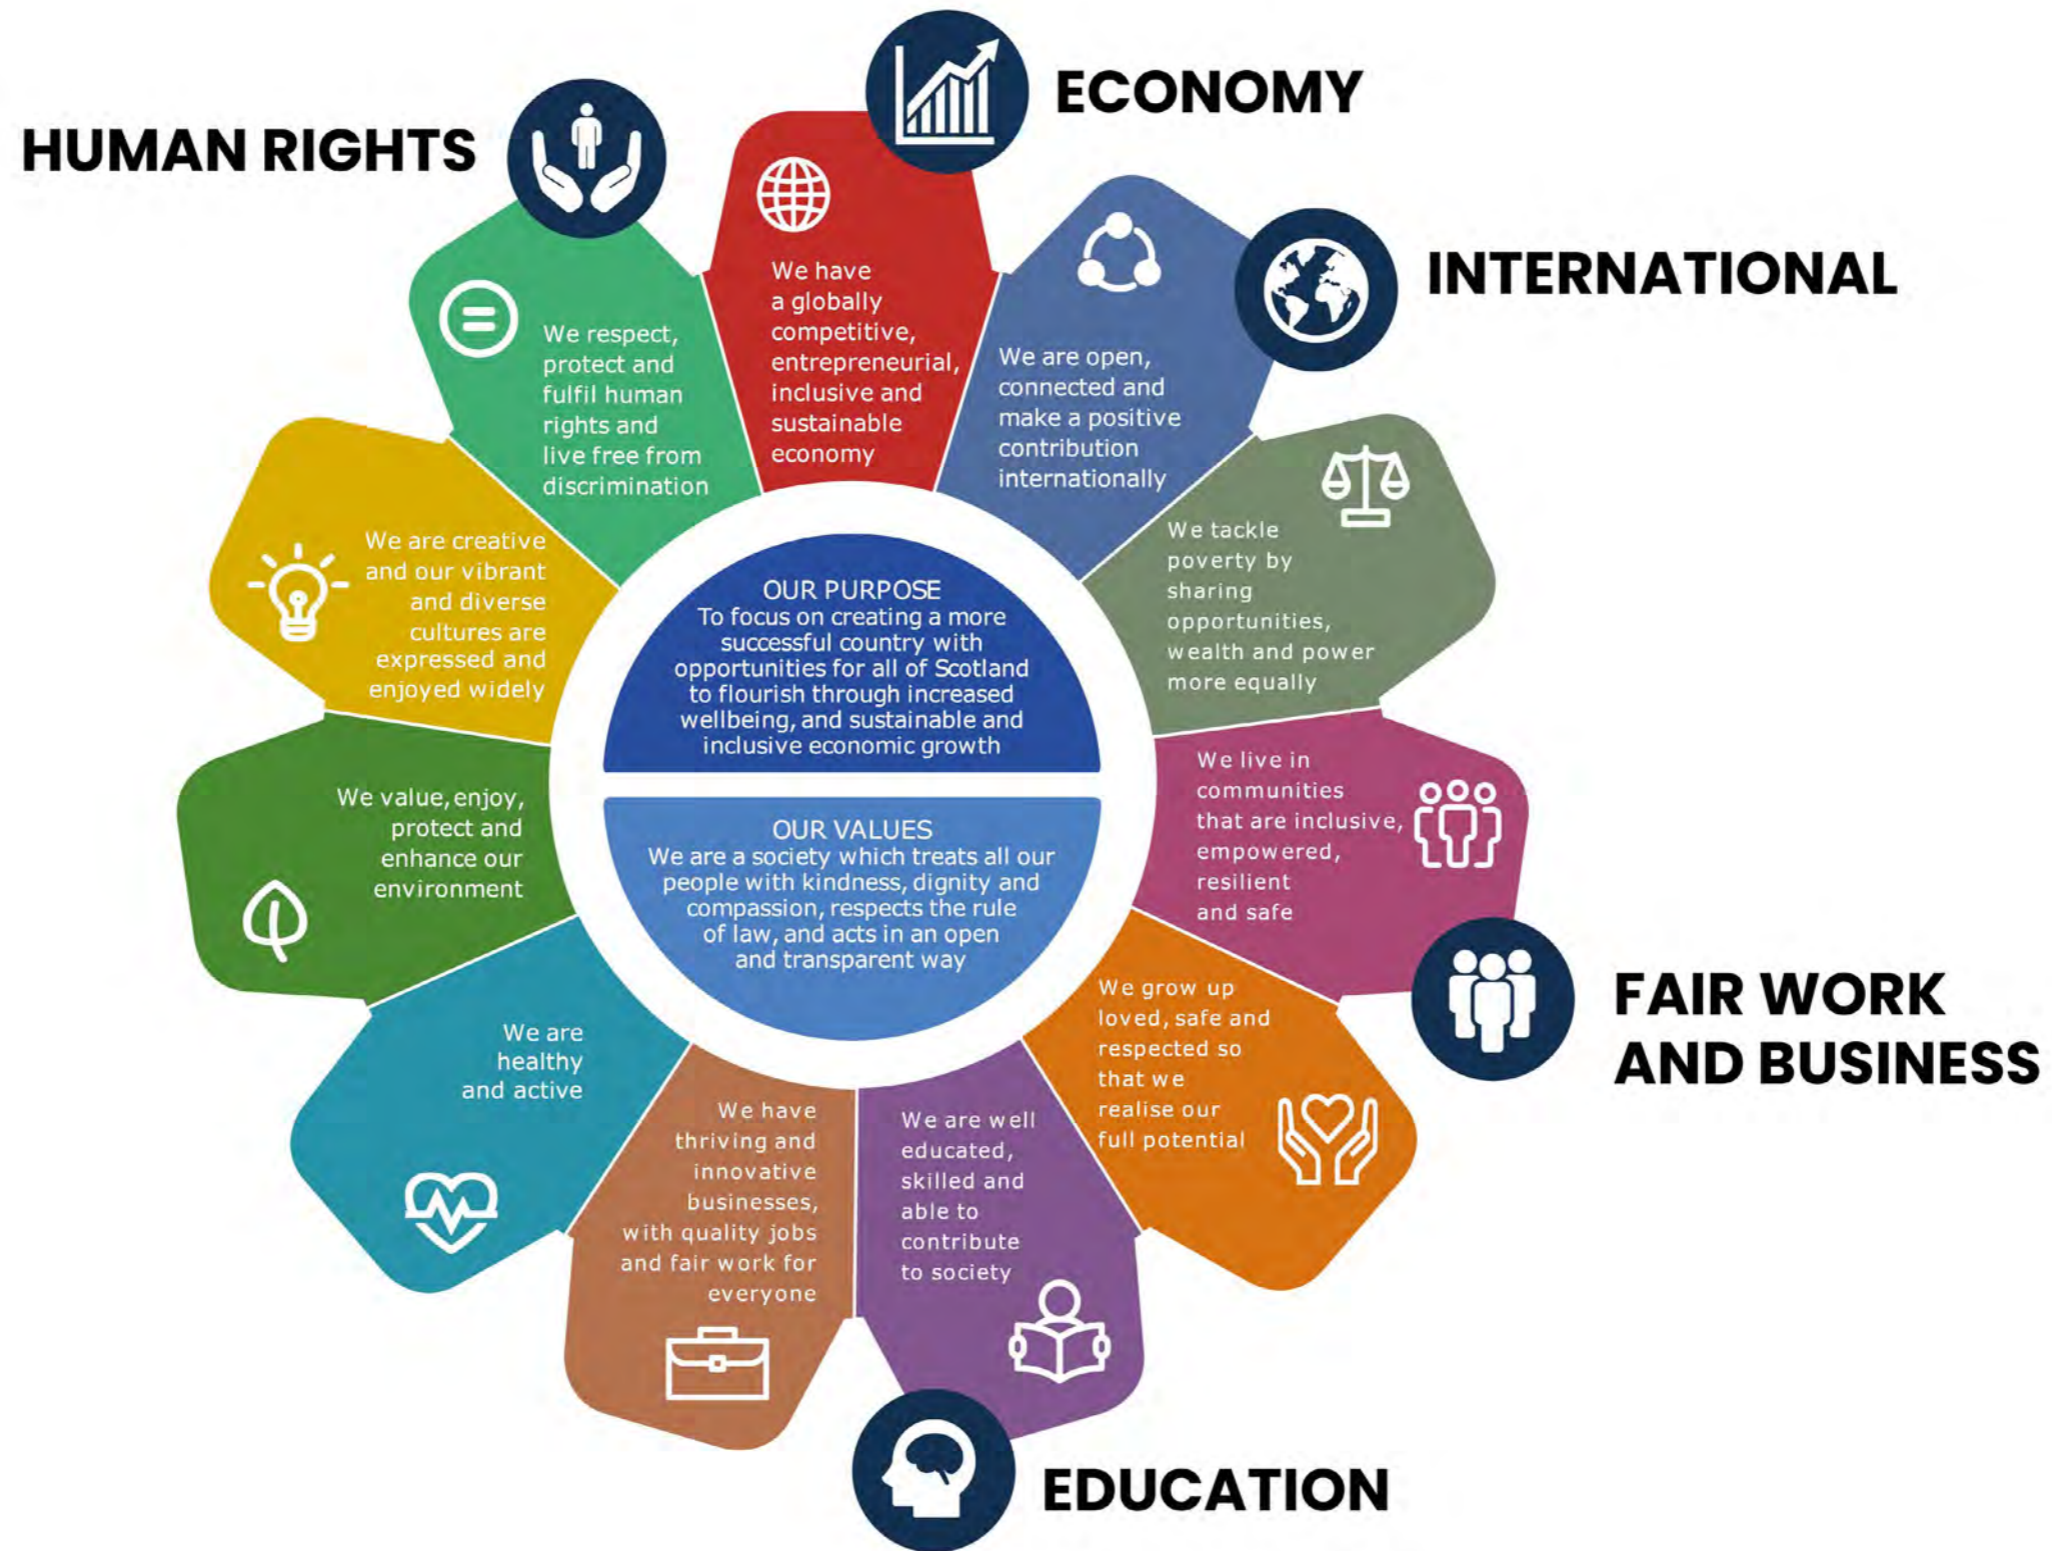 HUMAN RIGHTS
ECONOMY
INTERNATIONAL
FAIR WORK
AND BUSINESS
EDUCATION
We have
a globally
competitive,
entrepreneurial,
inclusive and
sustainable
economy
We are open,
connected and
make a positive
contribution
internationally
We tackle
poverty by
sharing
opportunities,
wealth and power
more equally
We live in
communities
that are inclusive,
empowered,
resilient
and safe
We grow up
loved, safe and
respected so
that we
realise our
full potential
We are well
educated,
skilled and
able to
contribute
to society
We have
thriving and
innovative
businesses,
with quality jobs
and fair work for
everyone
We are
healthy
and active
We value, enjoy,
protect and
enhance our
environment
We are creative
and our vibrant
and diverse
cultures are
expressed and
enjoyed widely
We respect,
protect and
fulfil human
rights and
live free from
discrimination
OUR PURPOSE
To focus on creating a more
successful country with
opportunities for all of Scotland
to flourish through increased
wellbeing, and sustainable and
inclusive economic growth
OUR VALUES
We are a society which treats all our
people with kindness, dignity and
compassion, respects the rule
of law, and acts in an open
and transparent way